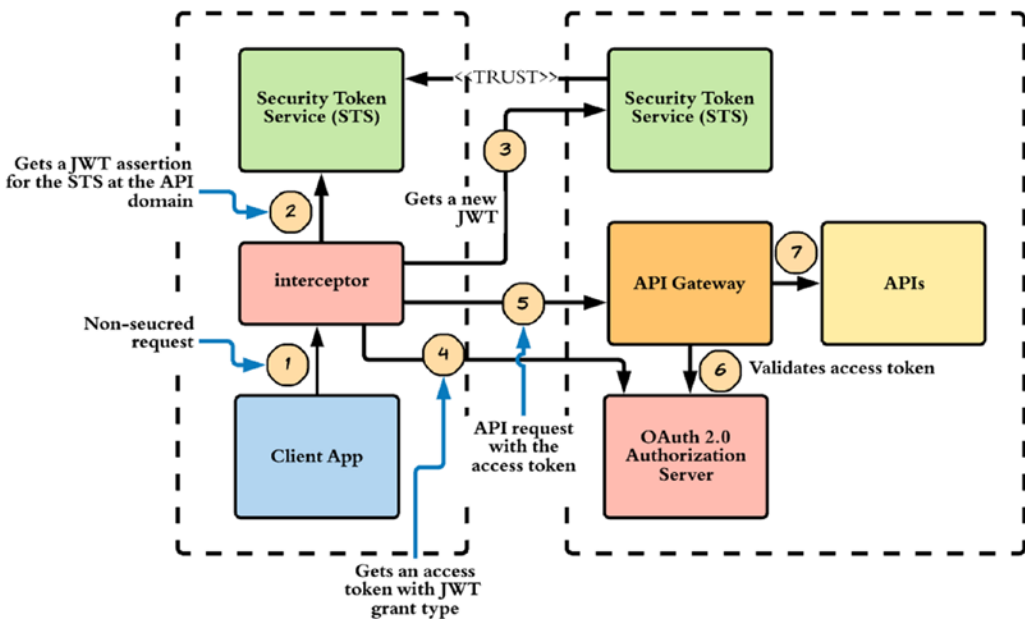 <<TRUST>>
Security Token
Service (STS)
Security Token
Service (STS)
3
Gets a JWT assertion
for the STS at the API
domain
2
Gets a new
JWT
interceptor
5
API Gateway
7
APIs
Non-seucred
request
1
4
6
Validates access token
Client App
API request
with the
access token
OAuth 2.0
Authorization
Server
Gets an access
token with JWT
grant type